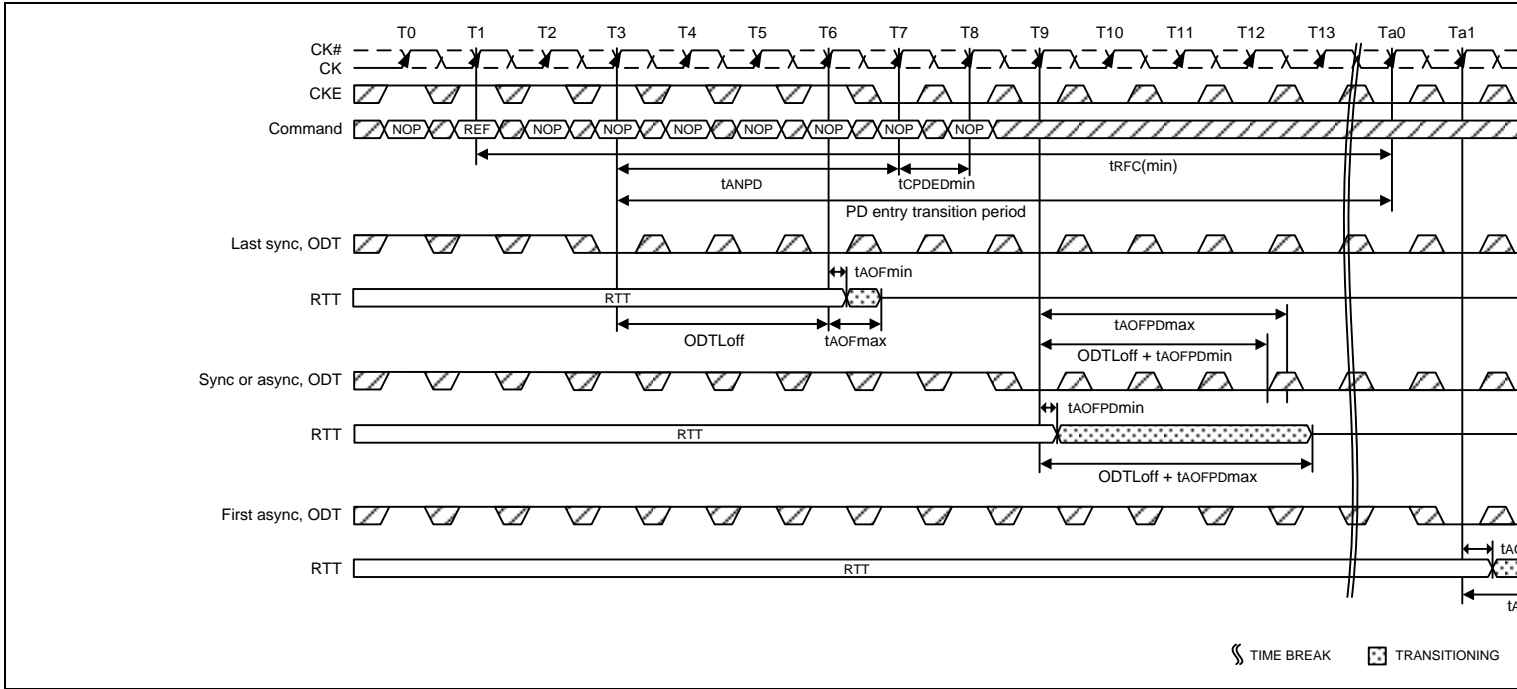 T0 T1 T2 T3 T4 T5 T6 T7 T8 T9 T10 T11 T12 T13 Ta0 Ta1
CK#
CK
CKE
Command NOP REF NOP NOP NOP NOP NOP NOP NOP
tRFC(min)
tANPD tCPDEDmin
PD entry transition period
Last sync, ODT
tAOFmin
RTT RTT
ODTLoff tAOFmax
tAOFPDmax
ODTLoff + tAOFPDmin
Sync or async, ODT
tAOFPDmin
RTT RTT
ODTLoff + tAOFPDmax
First async, ODT
RTT RTT
TIME BREAK TRANSITIONING